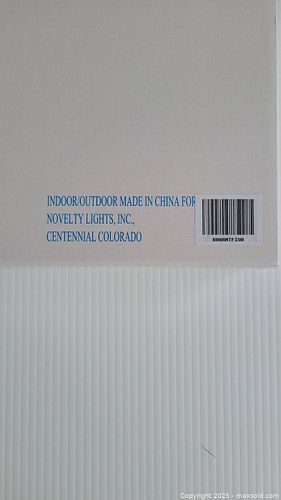 INDOOR/OUTDOOR MADE IN CHINA FOR
NOVELTY LIGHTS, INC.,
CENTENNIAL COLORADO
Copyright 2025 - maxsold.com